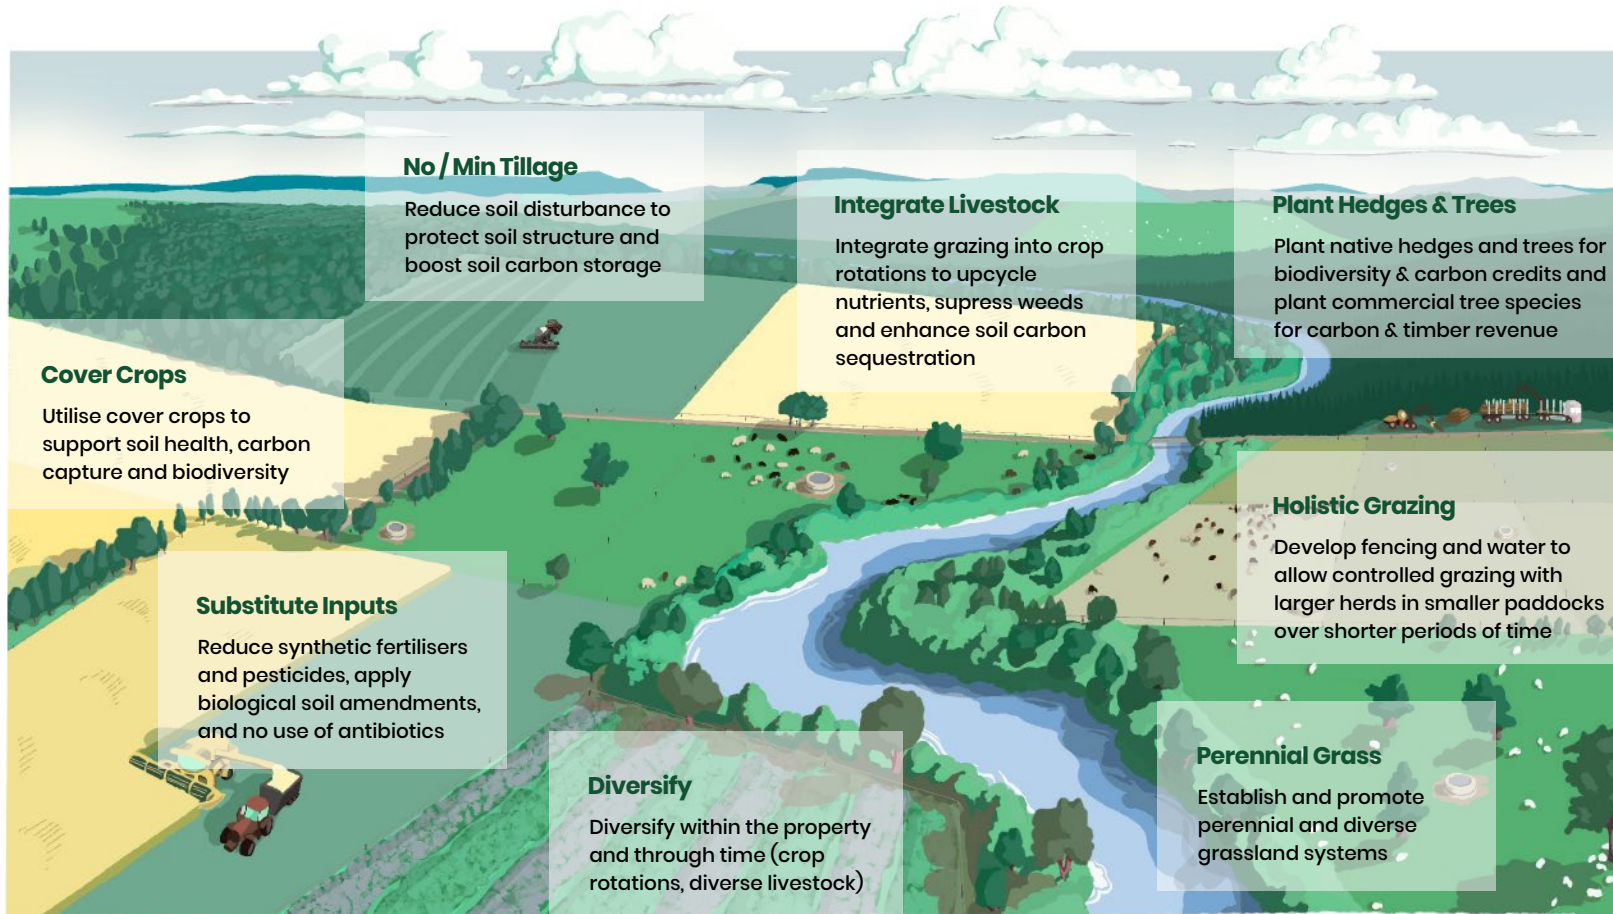 No / Min Tillage
Reduce soil disturbance to
protect soil structure and
boost soil carbon storage
Integrate Livestock
Integrate grazing into crop
rotations to upcycle
nutrients, supress weeds
and enhance soil carbon
sequestration
Plant Hedges & Trees
Plant native hedges and trees for
biodiversity & carbon credits and
plant commercial tree species
for carbon & timber revenue
Cover Crops
Utilise cover crops to
support soil health, carbon
capture and biodiversity
Holistic Grazing
Develop fencing and water to
allow controlled grazing with
larger herds in smaller paddocks
over shorter periods of time
Substitute Inputs
Reduce synthetic fertilisers
and pesticides, apply
biological soil amendments,
and no use of antibiotics
Diversify
Diversify within the property
and through time (crop
rotations, diverse livestock)
Perennial Grass
Establish and promote
perennial and diverse
grassland systems